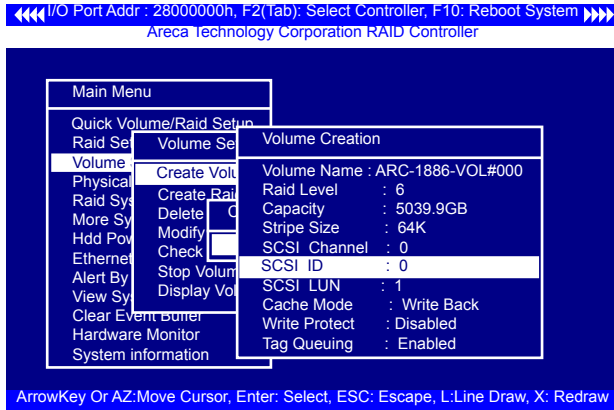 I/O Port Addr : 28000000h, F2(Tab): Select Controller, F10: Reboot System
Areca Technology Corporation RAID Controller
Main Menu
Quick Volume/Raid Setup
Raid Set
Volume
Physical
Raid Sys
More Sy
Hdd Pow
Ethernet
Alert By
View Sy
Clear Event Buffer
Hardware Monitor
System information
Volume Se
Create Volu
Create Raid
Delete
Modify
Check
Stop Volum
Display Vol
C
Volume Creation
Volume Name : ARC-1886-VOL#000
Raid Level : 6
Capacity : 5039.9GB
Stripe Size : 64K
SCSI Channel : 0
SCSI ID : 0
SCSI LUN : 1
Cache Mode : Write Back
Write Protect : Disabled
Tag Queuing : Enabled
ArrowKey Or AZ:Move Cursor, Enter: Select, ESC: Escape, L:Line Draw, X: Redraw